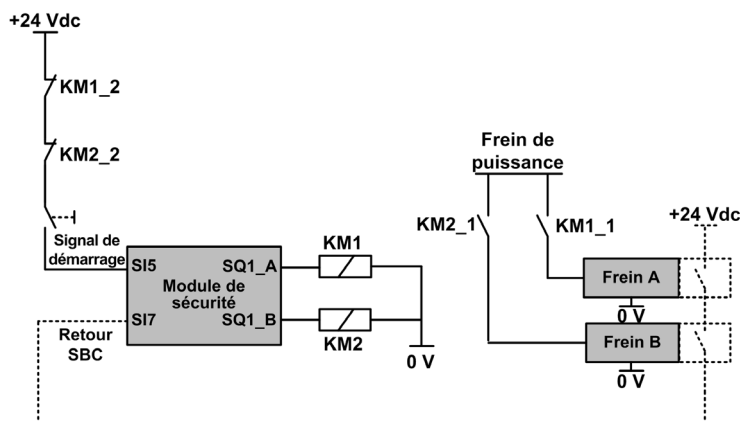 +24 Vdc
KM1_2
KM2_2
Signal de
démarrage
SI5
SQ1_A
Module de
sécurité
SI7
SQ1_B
Retour
SBC
KM1
KM2
0 V
Frein de
puissance
KM2_1
KM1_1
+24 Vdc
Frein A
0 V
Frein B
0 V